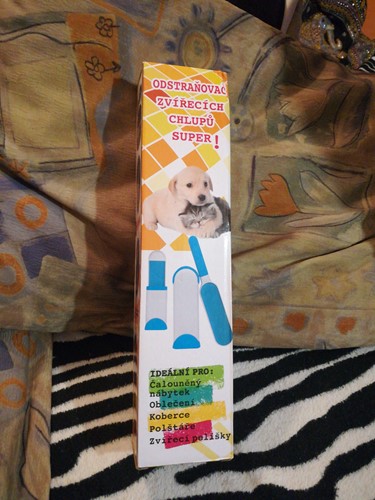 ODSTRAŇOVAČ
ZVÍŘECÍCH
CHLUPŮ
SUPER!
IDEÁLNÍ PRO:
Čalouněný
nábytek
Oblečení
Koberce
Polštáře
Zvířecí pelíšky